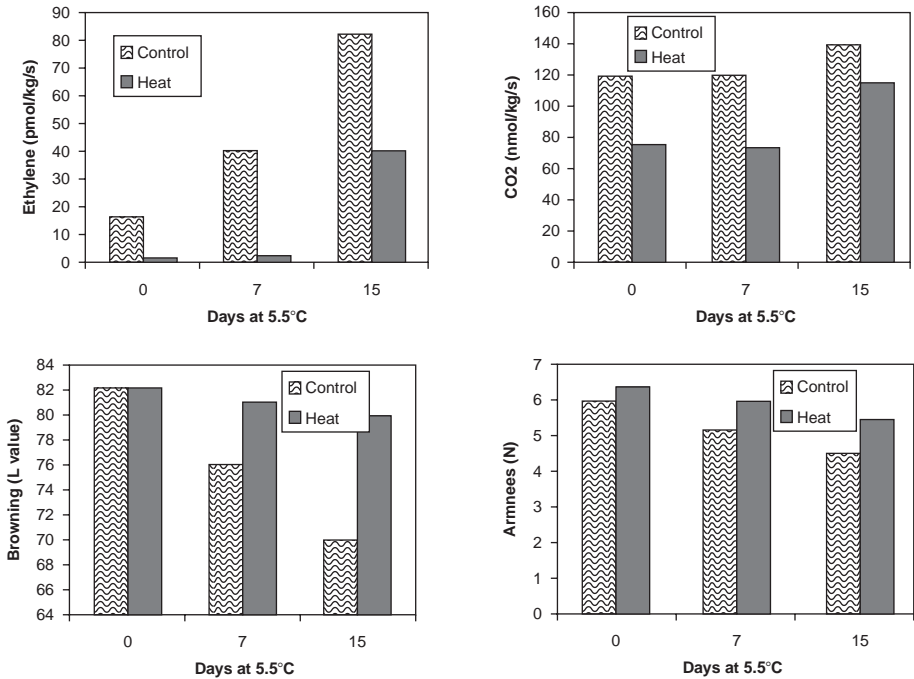 90
80
70
60
50
40
30
20
10
0
Ethylene (pmol/kg/s)
Control
Heat
0 7 15
Days at 5.5°C
160
140
120
100
80
60
40
20
0
CO2 (nmol/kg/s)
Control
Heat
0 7 15
Days at 5.5°C
84
82
80
78
76
74
72
70
68
66
64
Browning (L value)
Control
Heat
0 7 15
Days at 5.5°C
7
6
5
4
3
2
1
0
Armnees (N)
Control
Heat
0 7 15
Days at 5.5°C